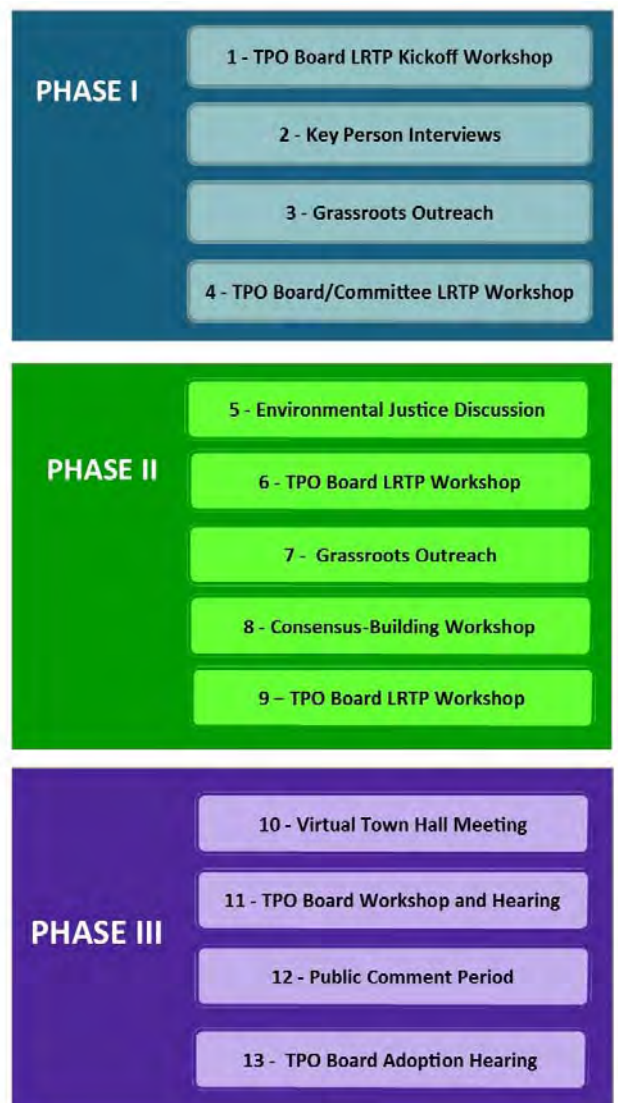 PHASE I
1 - TPO Board LRTP Kickoff Workshop
2 - Key Person Interviews
3 - Grassroots Outreach
4 - TPO Board/Committee LRTP Workshop
PHASE II
5 - Environmental Justice Discussion
6 - TPO Board LRTP Workshop
7 - Grassroots Outreach
8 - Consensus-Building Workshop
9 – TPO Board LRTP Workshop
PHASE III
10 - Virtual Town Hall Meeting
11 - TPO Board Workshop and Hearing
12 - Public Comment Period
13 - TPO Board Adoption Hearing